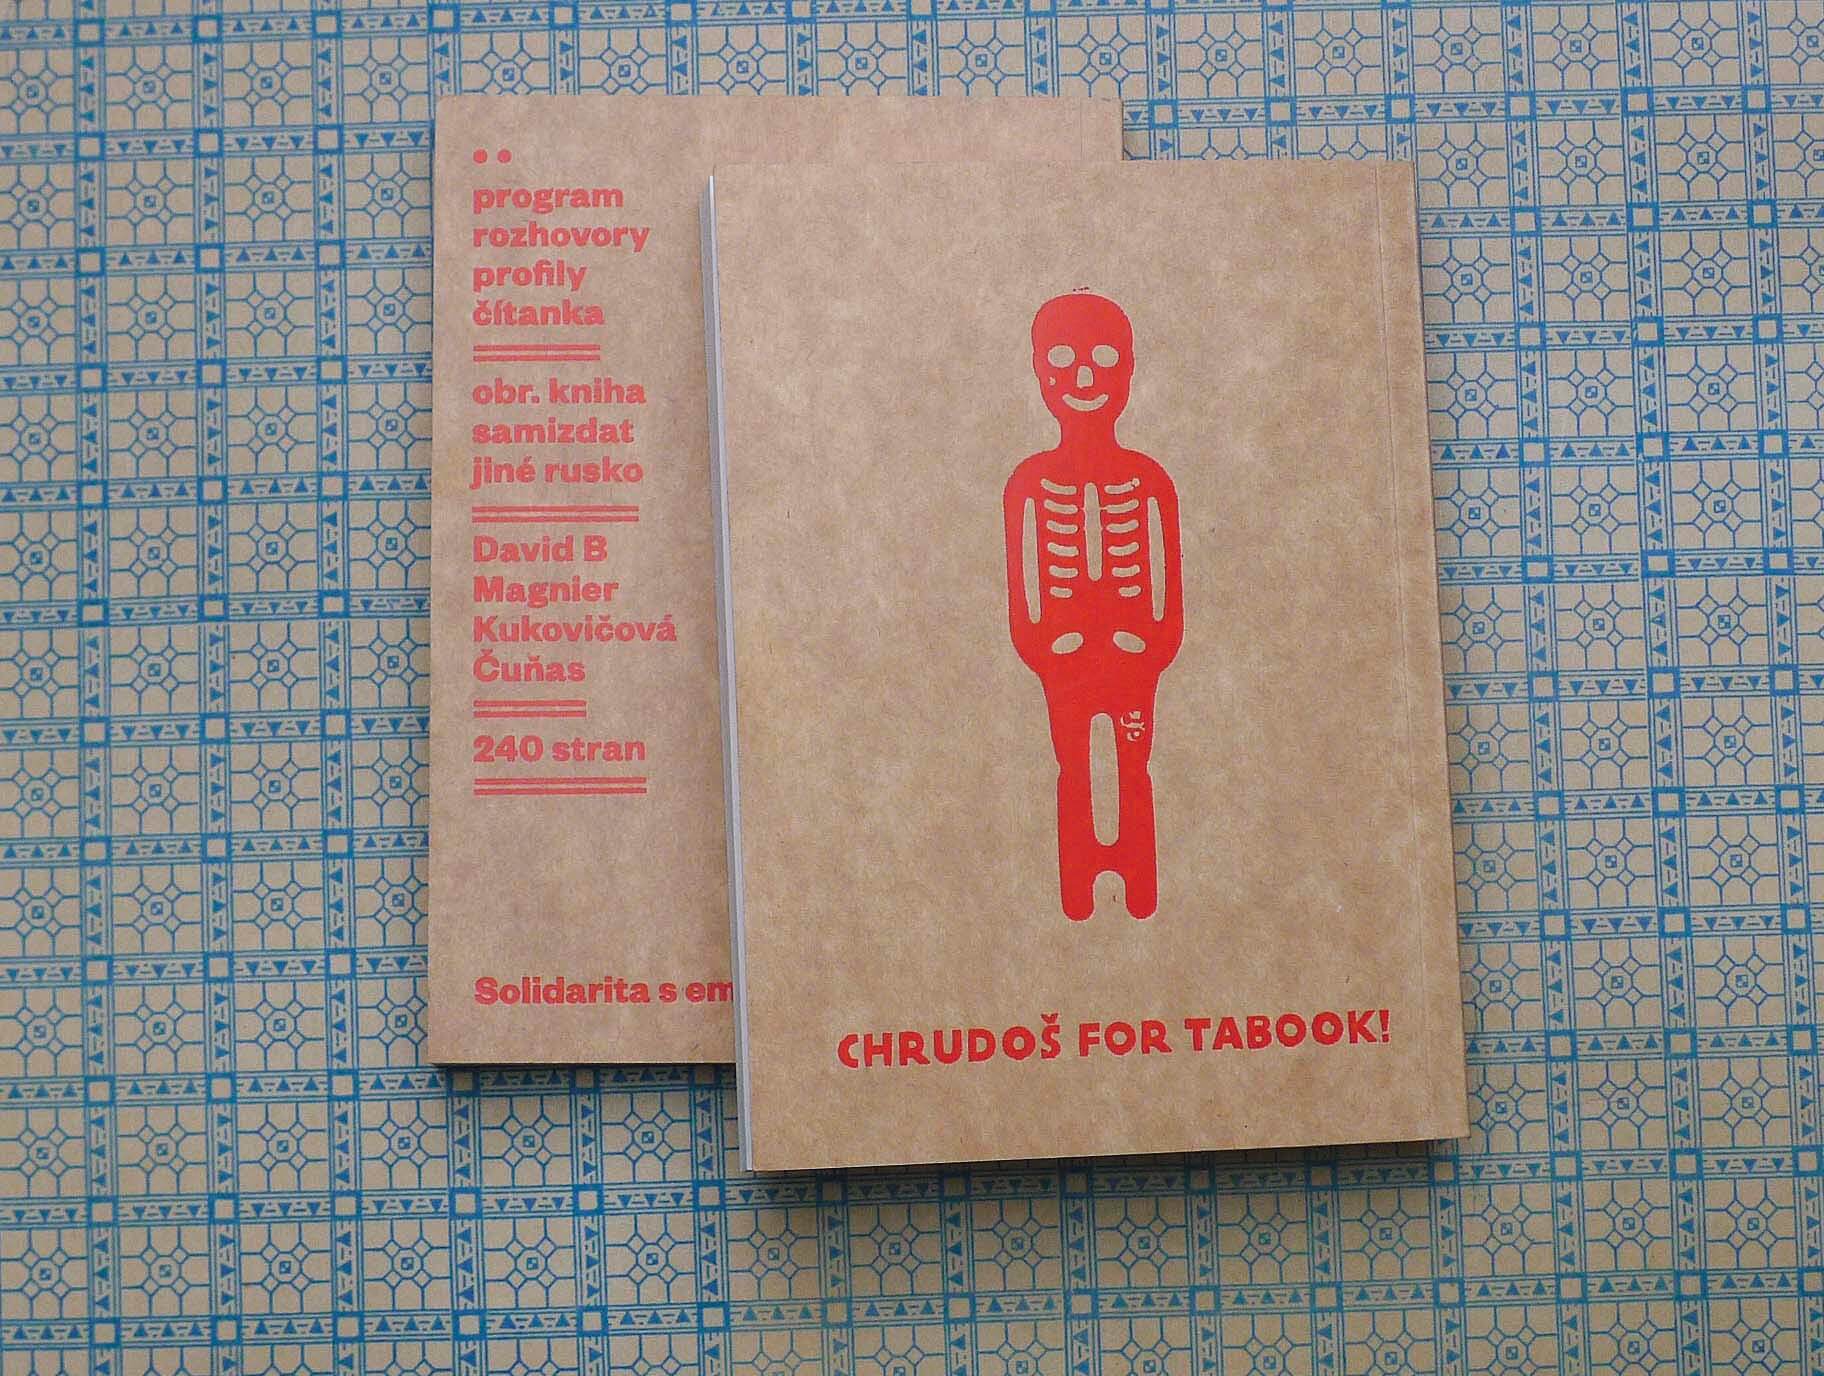 program
rozhovory
profily
čítanka
obr. kniha
samizdat
jiné rusko
David B
Magnier
Kukovičová
Čuňas
240 stran
Solidarita s em
CHRUDOŠ FOR TABOOK!